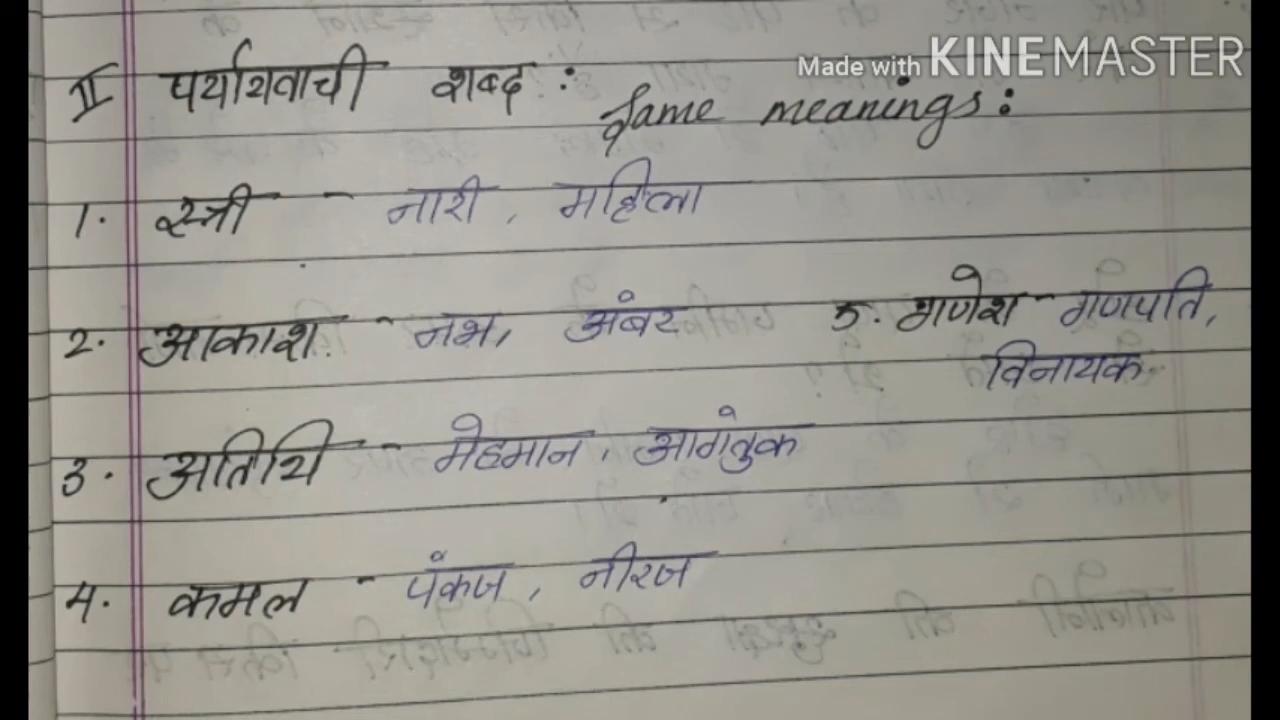 Made with KINEMASTER
II पर्यायवाची शब्द :
Same meanings :
1. स्त्री - नारी , महिला
2. आकाश - नभ, अंबर
5. गणेश - गणपति,
विनायक
3. अतिथि - मेहमान, आगंतुक
4. कमल - पंकज , नीरज